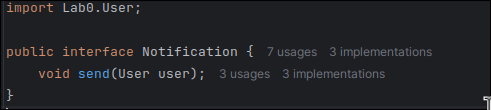 import Lab0.User;
public interface Notification {  7 usages  3 implementations
    void send(User user);  3 usages  3 implementations
}